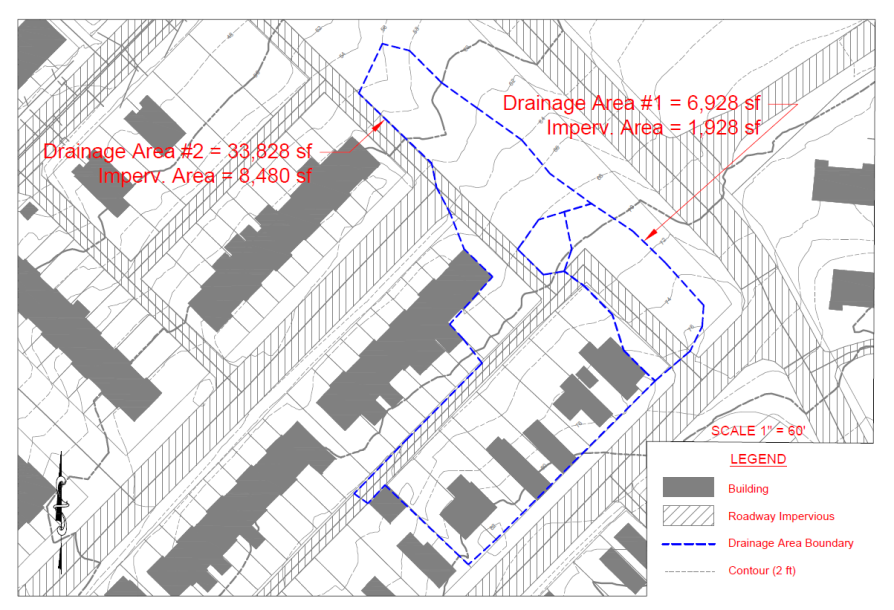 Drainage Area #1 = 6,928 sf
Imperv. Area = 1,928 sf
Drainage Area #2 = 33,828 sf
Imperv. Area = 8,480 sf
SCALE 1" = 60'
LEGEND
Building
Roadway Impervious
Drainage Area Boundary
Contour (2 ft)